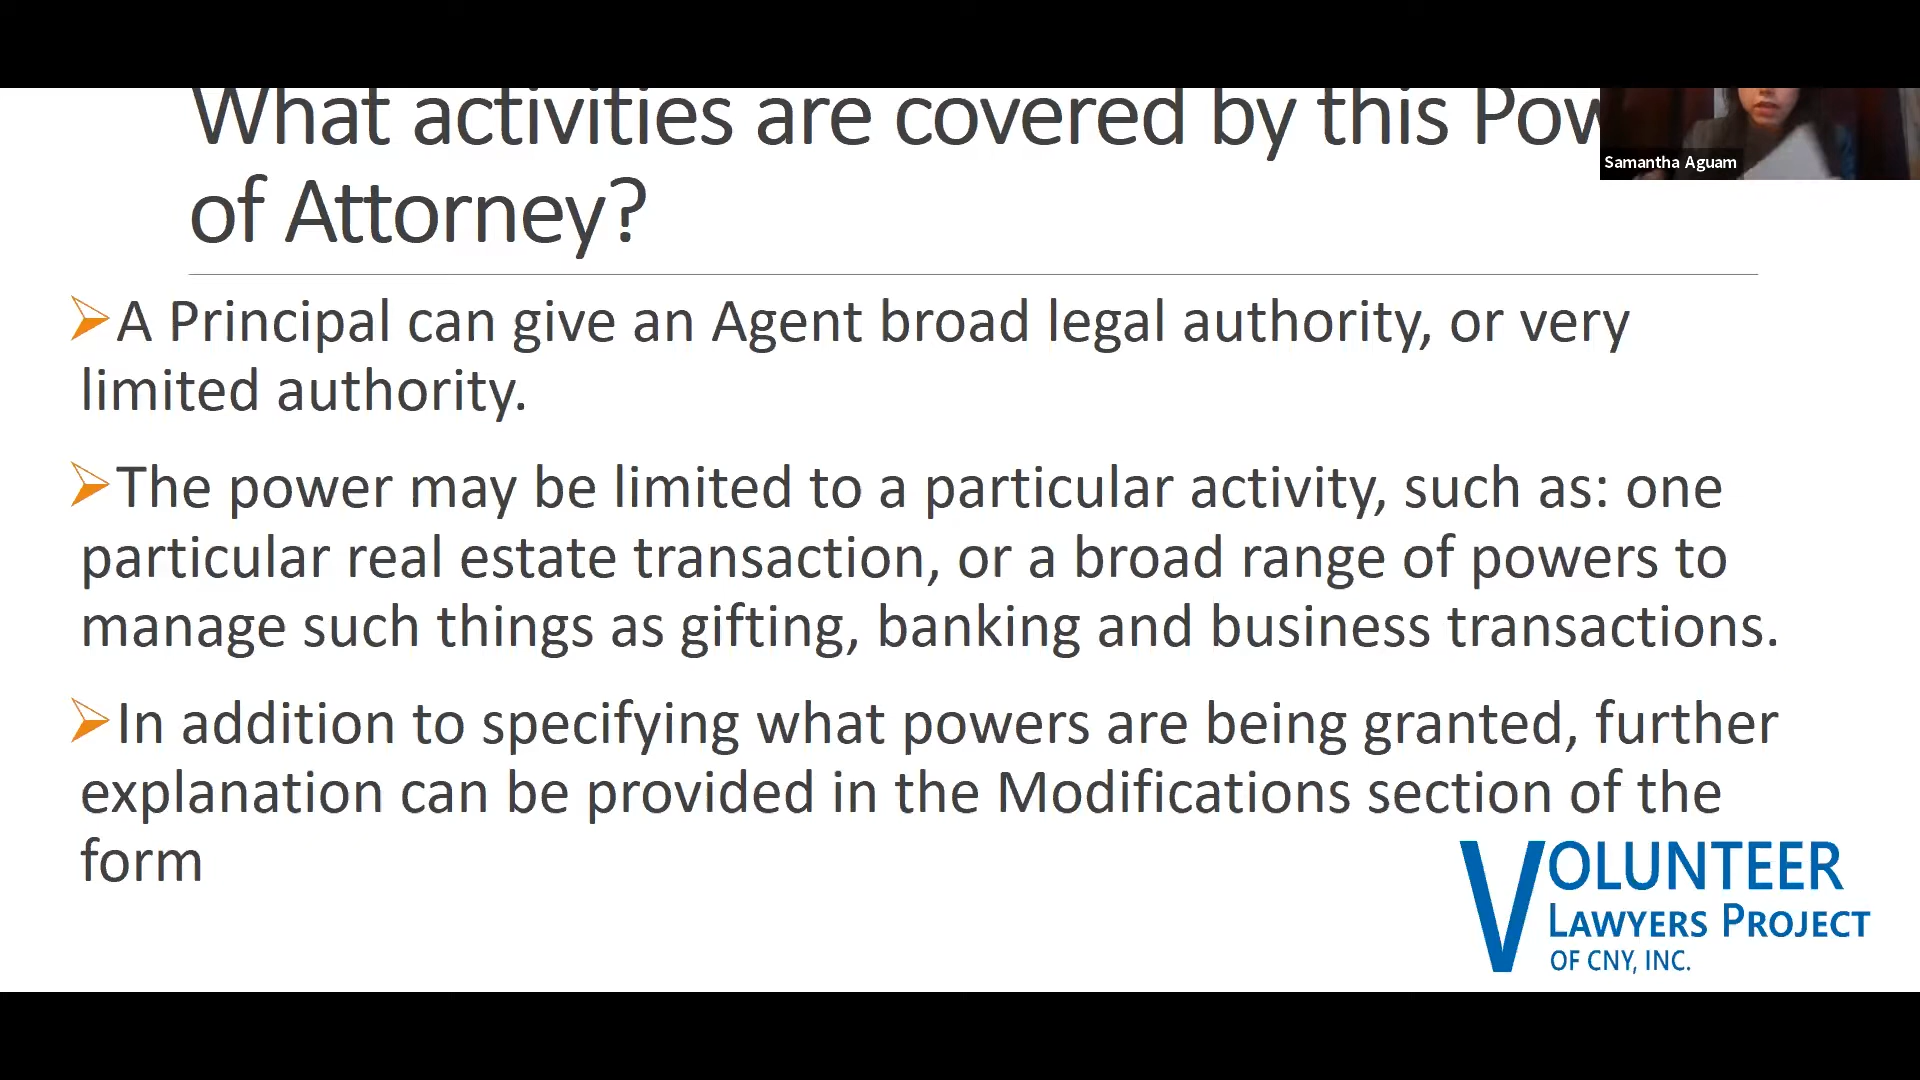 What activities are covered by this Pow
of Attorney?
Samantha Aguam
➢A Principal can give an Agent broad legal authority, or very
limited authority.
➢The power may be limited to a particular activity, such as: one
particular real estate transaction, or a broad range of powers to
manage such things as gifting, banking and business transactions.
➢In addition to specifying what powers are being granted, further
explanation can be provided in the Modifications section of the
form
VOLUNTEER
LAWYERS PROJECT
OF CNY, INC.